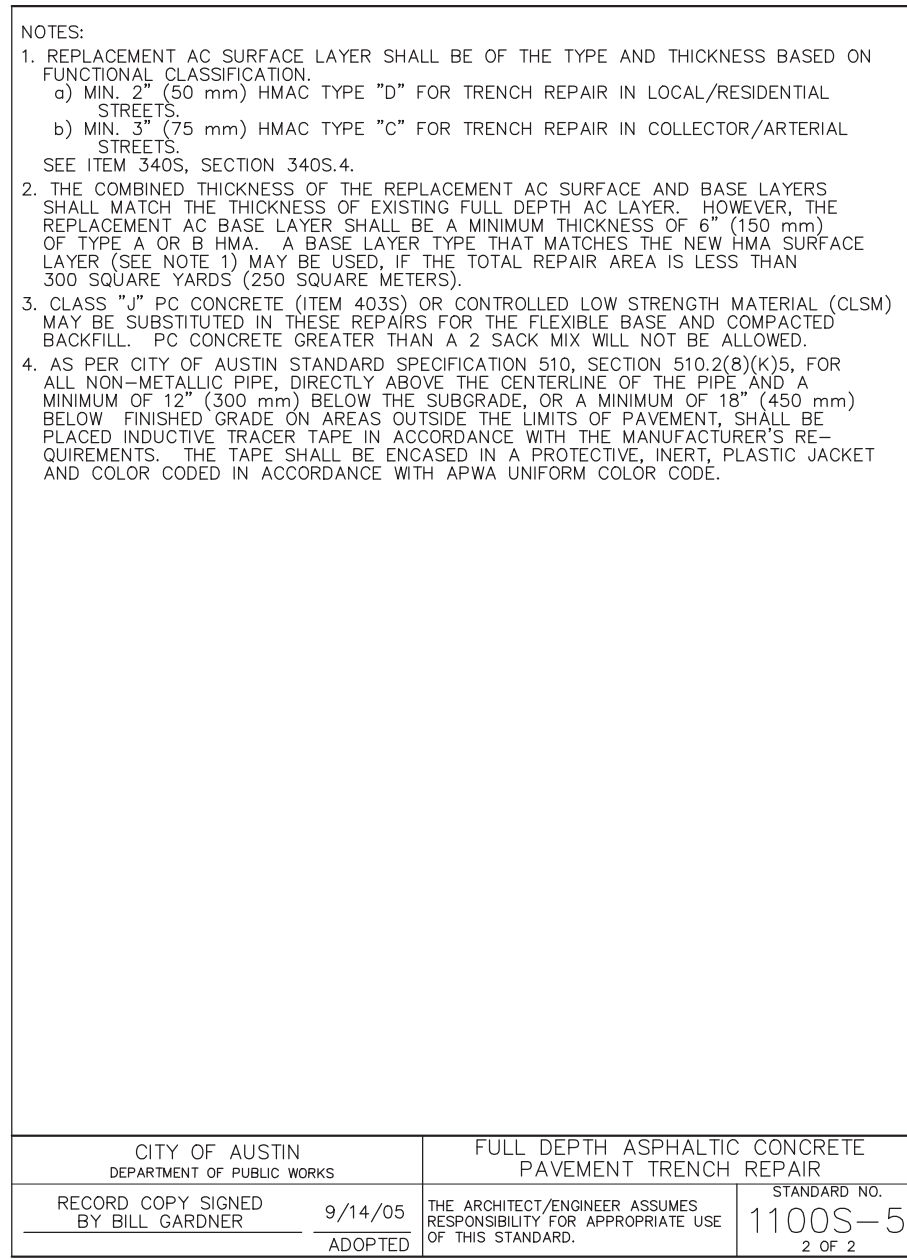 NOTES:
1. REPLACEMENT AC SURFACE LAYER SHALL BE OF THE TYPE AND THICKNESS BASED ON
FUNCTIONAL CLASSIFICATION.
a) MIN. 2" (50 mm) HMAC TYPE "D" FOR TRENCH REPAIR IN LOCAL/RESIDENTIAL
STREETS.
b) MIN. 3" (75 mm) HMAC TYPE "C" FOR TRENCH REPAIR IN COLLECTOR/ARTERIAL
STREETS.
SEE ITEM 340S, SECTION 340S.4.
2. THE COMBINED THICKNESS OF THE REPLACEMENT AC SURFACE AND BASE LAYERS
SHALL MATCH THE THICKNESS OF EXISTING FULL DEPTH AC LAYER. HOWEVER, THE
REPLACEMENT AC BASE LAYER SHALL BE A MINIMUM THICKNESS OF 6" (150 mm)
OF TYPE A OR B HMA. A BASE LAYER TYPE THAT MATCHES THE NEW HMA SURFACE
LAYER (SEE NOTE 1) MAY BE USED, IF THE TOTAL REPAIR AREA IS LESS THAN
300 SQUARE YARDS (250 SQUARE METERS).
3. CLASS "J" PC CONCRETE (ITEM 403S) OR CONTROLLED LOW STRENGTH MATERIAL (CLSM)
MAY BE SUBSTITUTED IN THESE REPAIRS FOR THE FLEXIBLE BASE AND COMPACTED
BACKFILL. PC CONCRETE GREATER THAN A 2 SACK MIX WILL NOT BE ALLOWED.
4. AS PER CITY OF AUSTIN STANDARD SPECIFICATION 510, SECTION 510.2(8)(K)5, FOR
ALL NON-METALLIC PIPE, DIRECTLY ABOVE THE CENTERLINE OF THE PIPE AND A
MINIMUM OF 12" (300 mm) BELOW THE SUBGRADE, OR A MINIMUM OF 18" (450 mm)
BELOW FINISHED GRADE ON AREAS OUTSIDE THE LIMITS OF PAVEMENT, SHALL BE
PLACED INDUCTIVE TRACER TAPE IN ACCORDANCE WITH THE MANUFACTURER'S RE-
QUIREMENTS. THE TAPE SHALL BE ENCASED IN A PROTECTIVE, INERT, PLASTIC JACKET
AND COLOR CODED IN ACCORDANCE WITH APWA UNIFORM COLOR CODE.
CITY OF AUSTIN
DEPARTMENT OF PUBLIC WORKS
FULL DEPTH ASPHALTIC CONCRETE
PAVEMENT TRENCH REPAIR
RECORD COPY SIGNED
BY BILL GARDNER
9/14/05
ADOPTED
THE ARCHITECT/ENGINEER ASSUMES
RESPONSIBILITY FOR APPROPRIATE USE
OF THIS STANDARD.
STANDARD NO.
1100S-5
2 OF 2